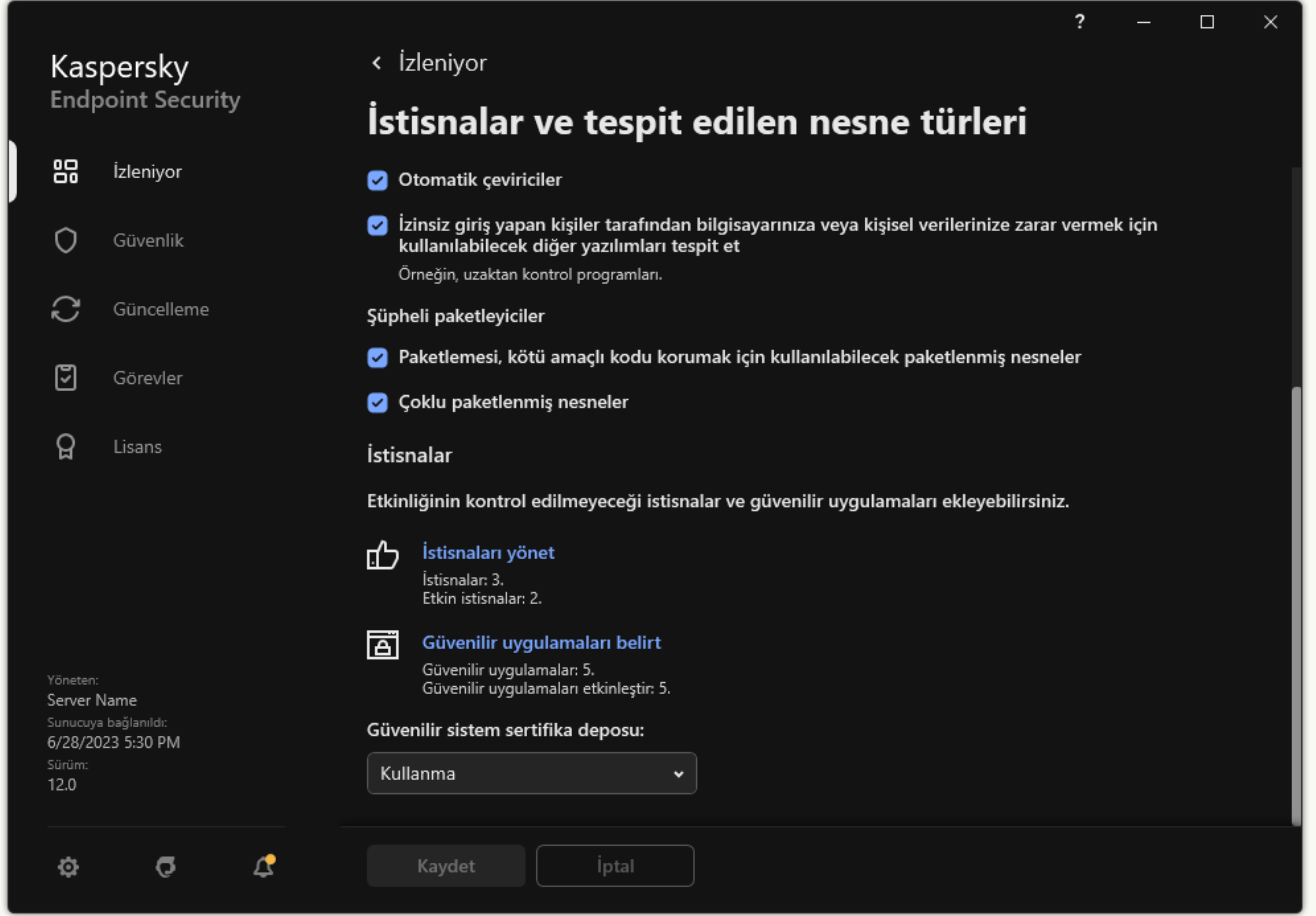 ?
Kaspersky
Endpoint Security
İzleniyor
Güvenlik
Güncelleme
Görevler
Lisans
Yöneten:
Server Name
Sunucuya bağlanıldı:
6/28/2023 5:30 PM
Sürüm:
12.0
İzleniyor
İstisnalar ve tespit edilen nesne türleri
Otomatik çeviriciler
İzinsiz giriş yapan kişiler tarafından bilgisayarınıza veya kişisel verilerinize zarar vermek için
kullanılabilecek diğer yazılımları tespit et
Örneğin, uzaktan kontrol programları.
Şüpheli paketleyiciler
Paketlemesi, kötü amaçlı kodu korumak için kullanılabilecek paketlenmiş nesneler
Çoklu paketlenmiş nesneler
İstisnalar
Etkinliğinin kontrol edilmeyeceği istisnalar ve güvenilir uygulamaları ekleyebilirsiniz.
İstisnaları yönet
İstisnalar: 3.
Etkin istisnalar: 2.
Güvenilir uygulamaları belirt
Güvenilir uygulamalar: 5.
Güvenilir uygulamaları etkinleştir: 5.
Güvenilir sistem sertifika deposu:
Kullanma
Kaydet
İptal